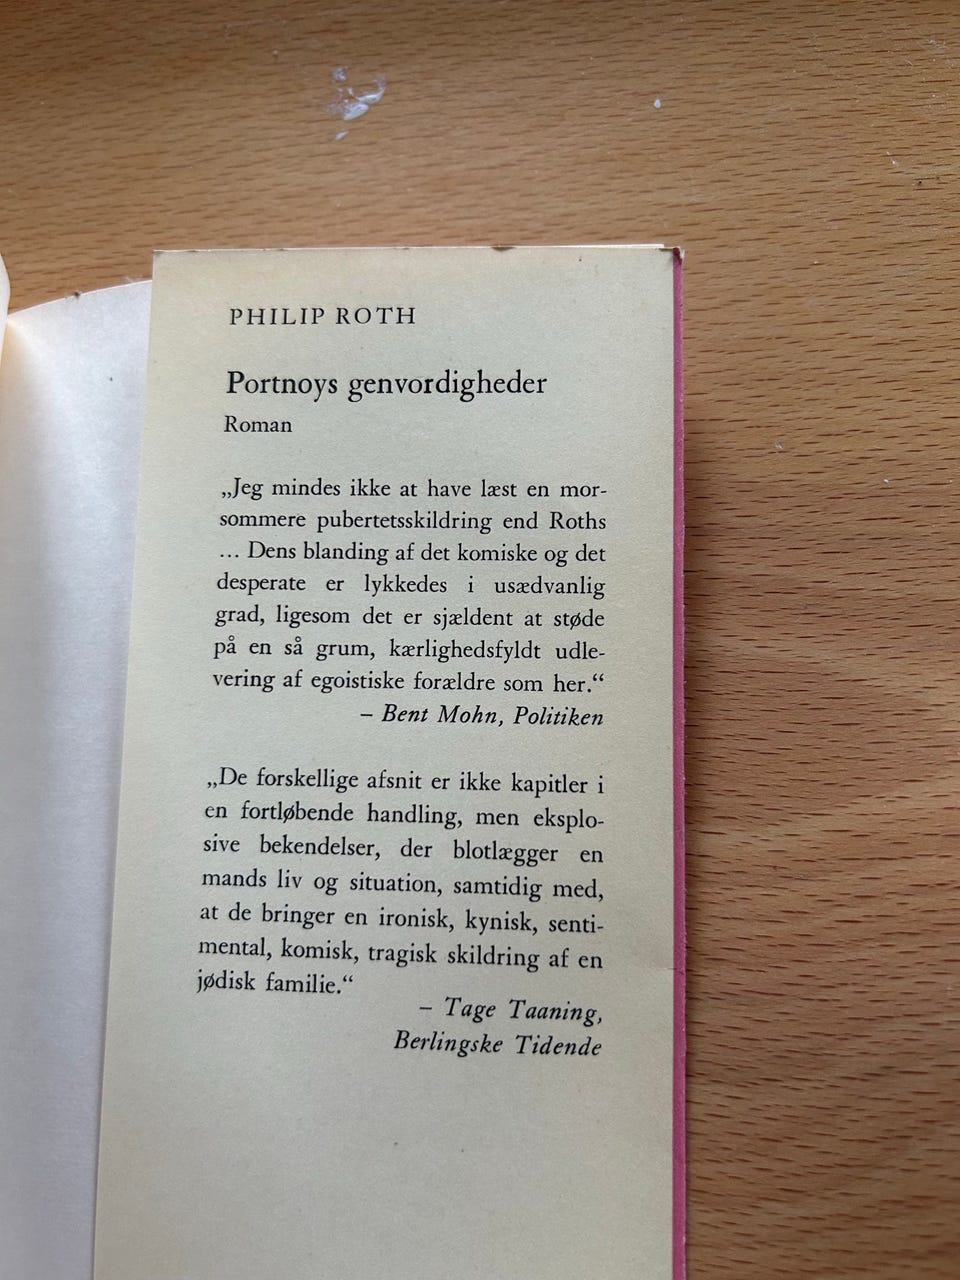 PHILIP ROTH
Portnoys genvordigheder
Roman
„Jeg mindes ikke at have læst en mor-
sommere pubertetsskildring end Roths
... Dens blanding af det komiske og det
desperate er lykkedes i usædvanlig
grad, ligesom det er sjældent at støde
på en så grum, kærlighedsfyldt udle-
vering af egoistiske forældre som her.“
– Bent Mohn, Politiken
„De forskellige afsnit er ikke kapitler i
en fortløbende handling, men eksplo-
sive bekendelser, der blotlægger en
mands liv og situation, samtidig med,
at de bringer en ironisk, kynisk, senti-
mental, komisk, tragisk skildring af en
jødisk familie.“
– Tage Taaning,
Berlingske Tidende